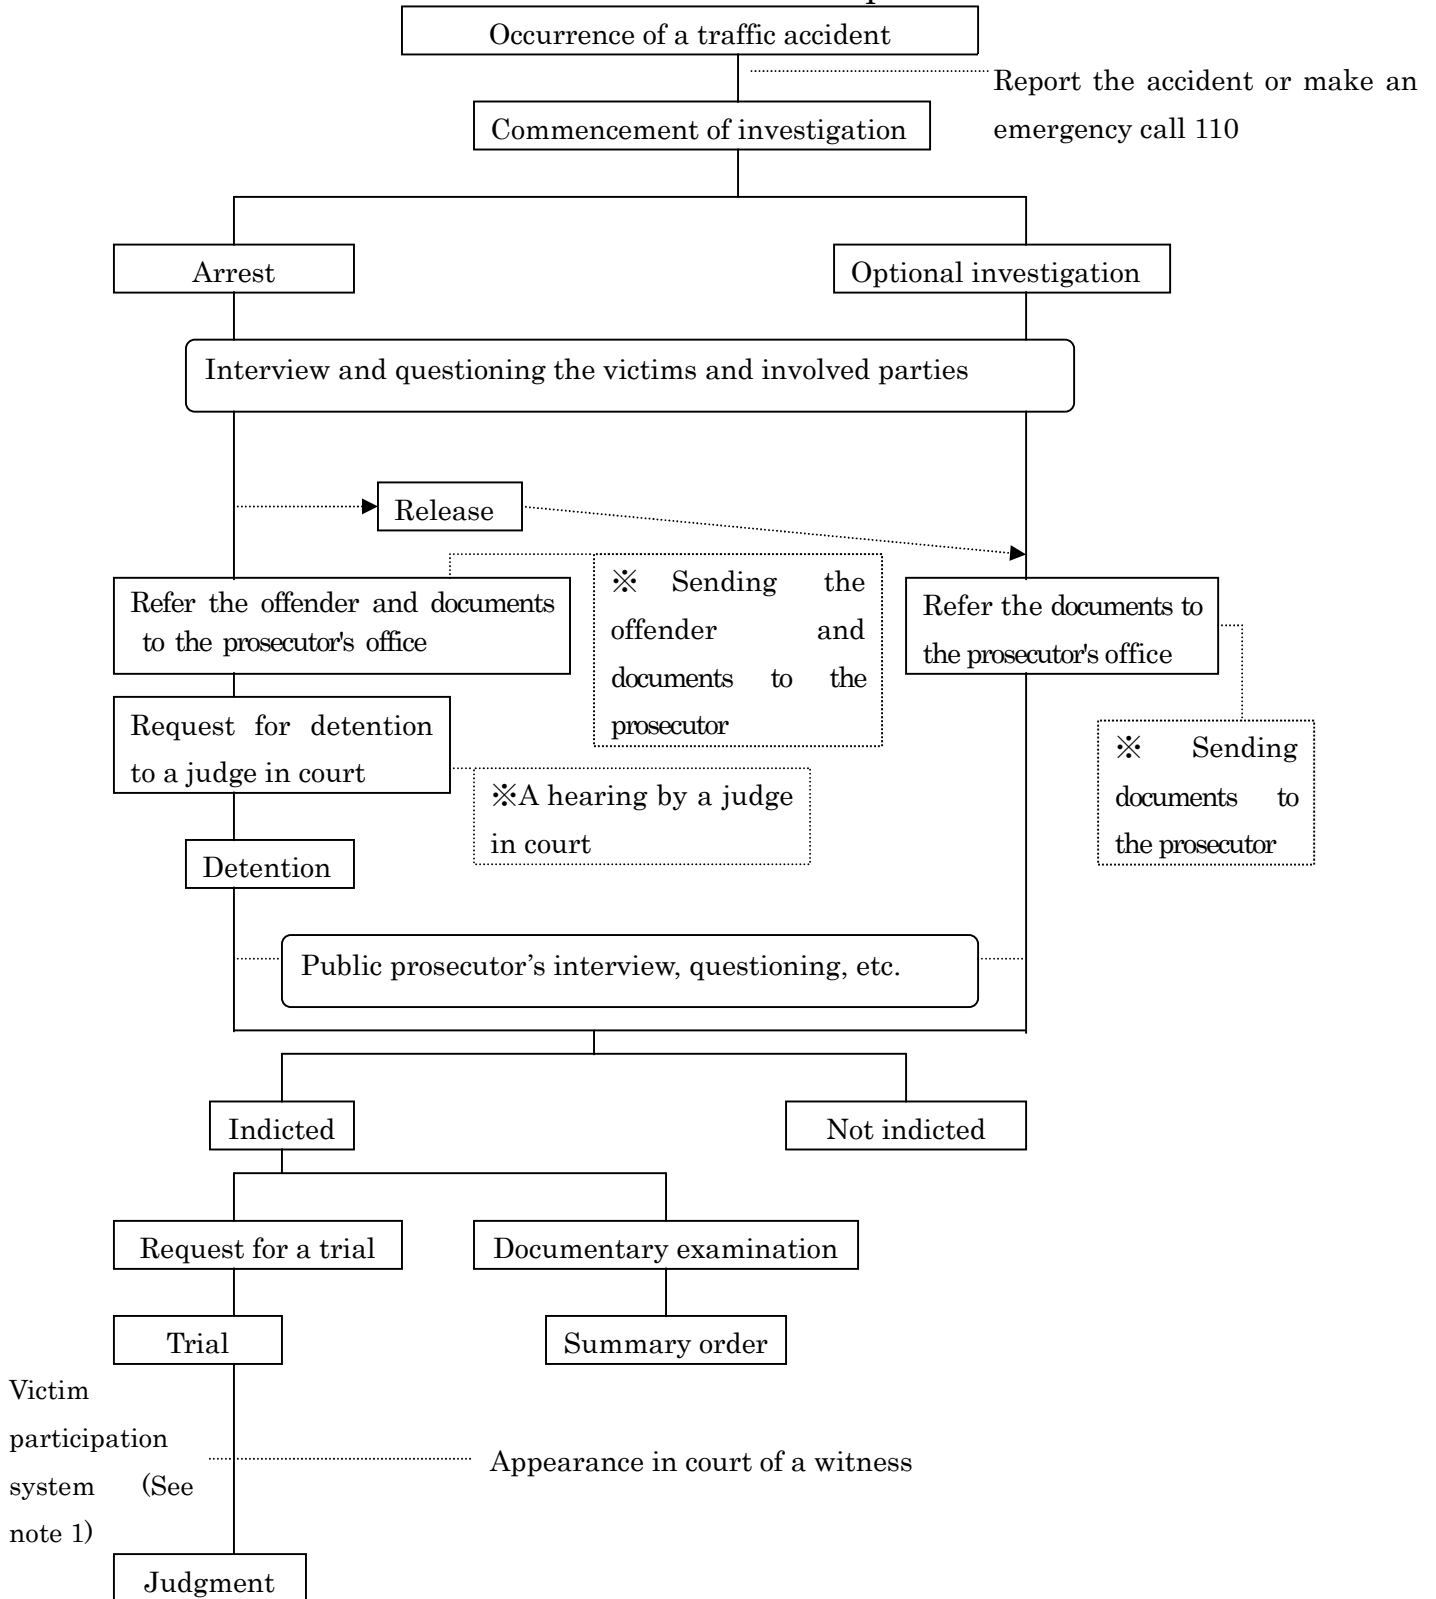 Occurrence of a traffic accident
Report the accident or make an
emergency call 110
Commencement of investigation
Arrest
Optional investigation
Interview and questioning the victims and involved parties
Release
Refer the offender and documents
to the prosecutor's office
※ Sending the
offender and
documents to the
prosecutor
Refer the documents to
the prosecutor's office
Request for detention
to a judge in court
※ Sending
documents to
the prosecutor
※A hearing by a judge
in court
Detention
Public prosecutor’s interview, questioning, etc.
Indicted
Not indicted
Request for a trial
Documentary examination
Trial
Summary order
Victim
participation
system (See
note 1)
Appearance in court of a witness
Judgment